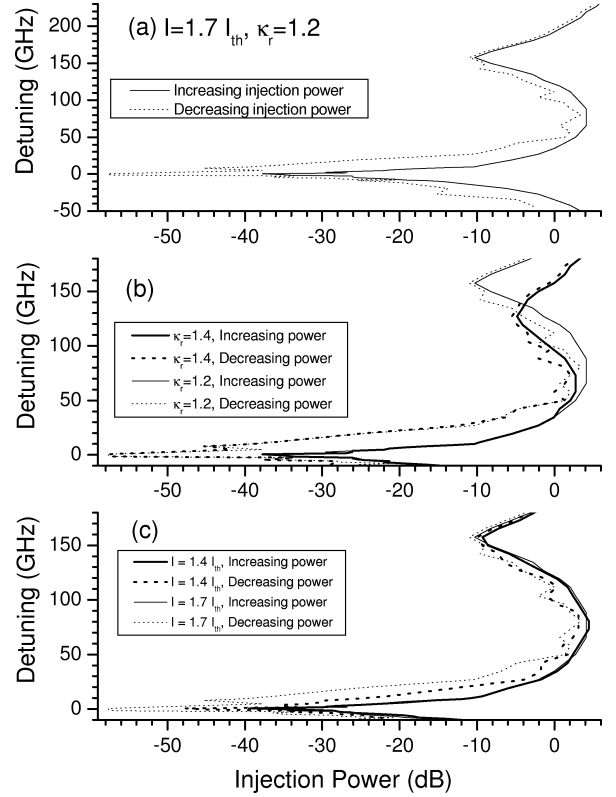 (a) I=1.7 I_th, κ_r=1.2
Increasing injection power
Decreasing injection power
Detuning (GHz)
200
150
100
50
0
-50
-50 -40 -30 -20 -10 0
(b)
κ_r=1.4, Increasing power
κ_r=1.4, Decreasing power
κ_r=1.2, Increasing power
κ_r=1.2, Decreasing power
Detuning (GHz)
150
100
50
0
-50 -40 -30 -20 -10 0
(c)
I = 1.4 I_th, Increasing power
I = 1.4 I_th, Decreasing power
I = 1.7 I_th, Increasing power
I = 1.7 I_th, Decreasing power
Detuning (GHz)
150
100
50
0
-50 -40 -30 -20 -10 0
Injection Power (dB)